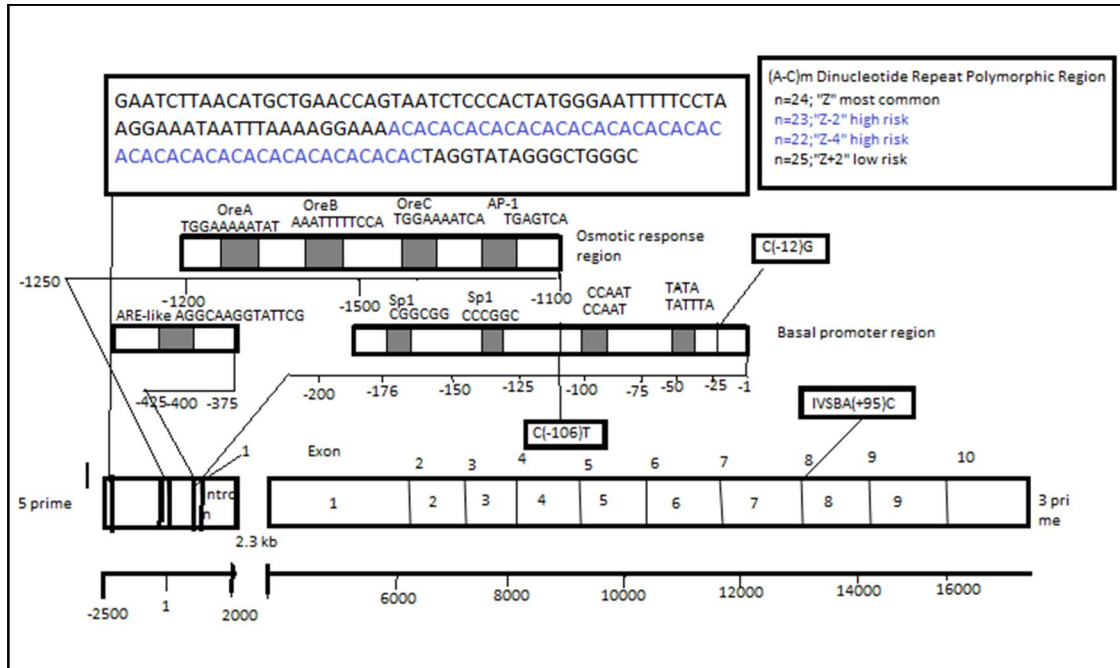 GAATCTTAACATGCTGAACCAGTAATCTCCCACTATGGGAATTTTTCCTA
AGGAAATAATTTAAAAGGAAAACACACACACACACACACACACACACAC
ACACACACACACACACACACACACTAGGTATAGGGCTGGGC
(A-C)m Dinucleotide Repeat Polymorphic Region
n=24; "Z" most common
n=23; "Z-2" high risk
n=22;"Z-4" high risk
n=25;"Z+2" low risk
OreA OreB OreC AP-1
TGGAAAAATAT AAATTTTTCCA TGGAAAATCA TGAGTCA
Osmotic response
region
C(-12)G
-1250
-1200 -1500 -1100
ARE-like AGGCAAGGTATTCG
Sp1 Sp1 CCAAT TATA
CGGCGG CCCGGC CCAAT TATTTA
Basal promoter region
-425 -400 -375
-200 -176 -150 -125 -100 -75 -50 -25 -1
C(-106)T
IVSBA(+95)C
1 Exon 2 3 4 5 6 7 8 9 10
5 prime
Intro
n
1 2 3 4 5 6 7 8 9
3 pri
me
2.3 kb
-2500 1 2000 6000 8000 10000 12000 14000 16000